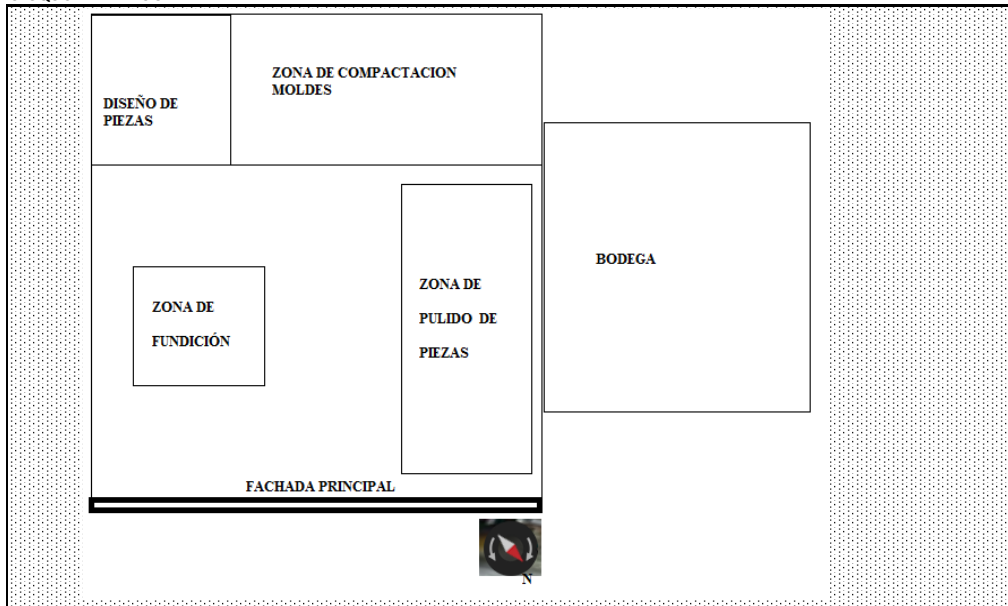 DISEÑO DE
PIEZAS
ZONA DE COMPACTACION
MOLDES
BODEGA
ZONA DE
FUNDICIÓN
ZONA DE
PULIDO DE
PIEZAS
FACHADA PRINCIPAL
N